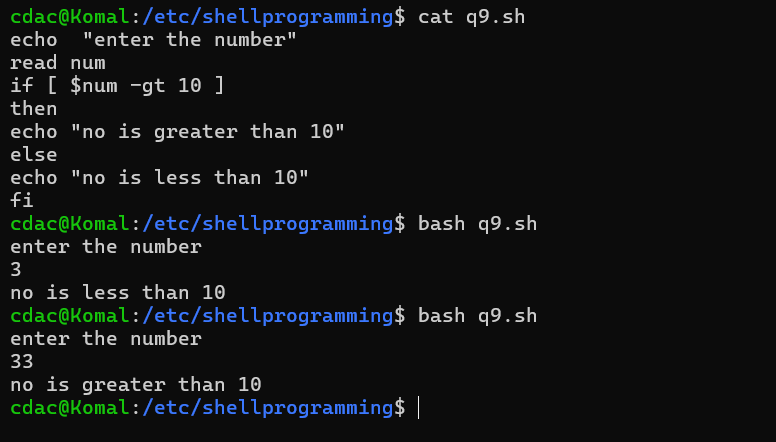 cdac@Komal:/etc/shellprogramming$ cat q9.sh
echo  "enter the number"
read num
if [ $num -gt 10 ]
then
echo "no is greater than 10"
else
echo "no is less than 10"
fi
cdac@Komal:/etc/shellprogramming$ bash q9.sh
enter the number
3
no is less than 10
cdac@Komal:/etc/shellprogramming$ bash q9.sh
enter the number
33
no is greater than 10
cdac@Komal:/etc/shellprogramming$